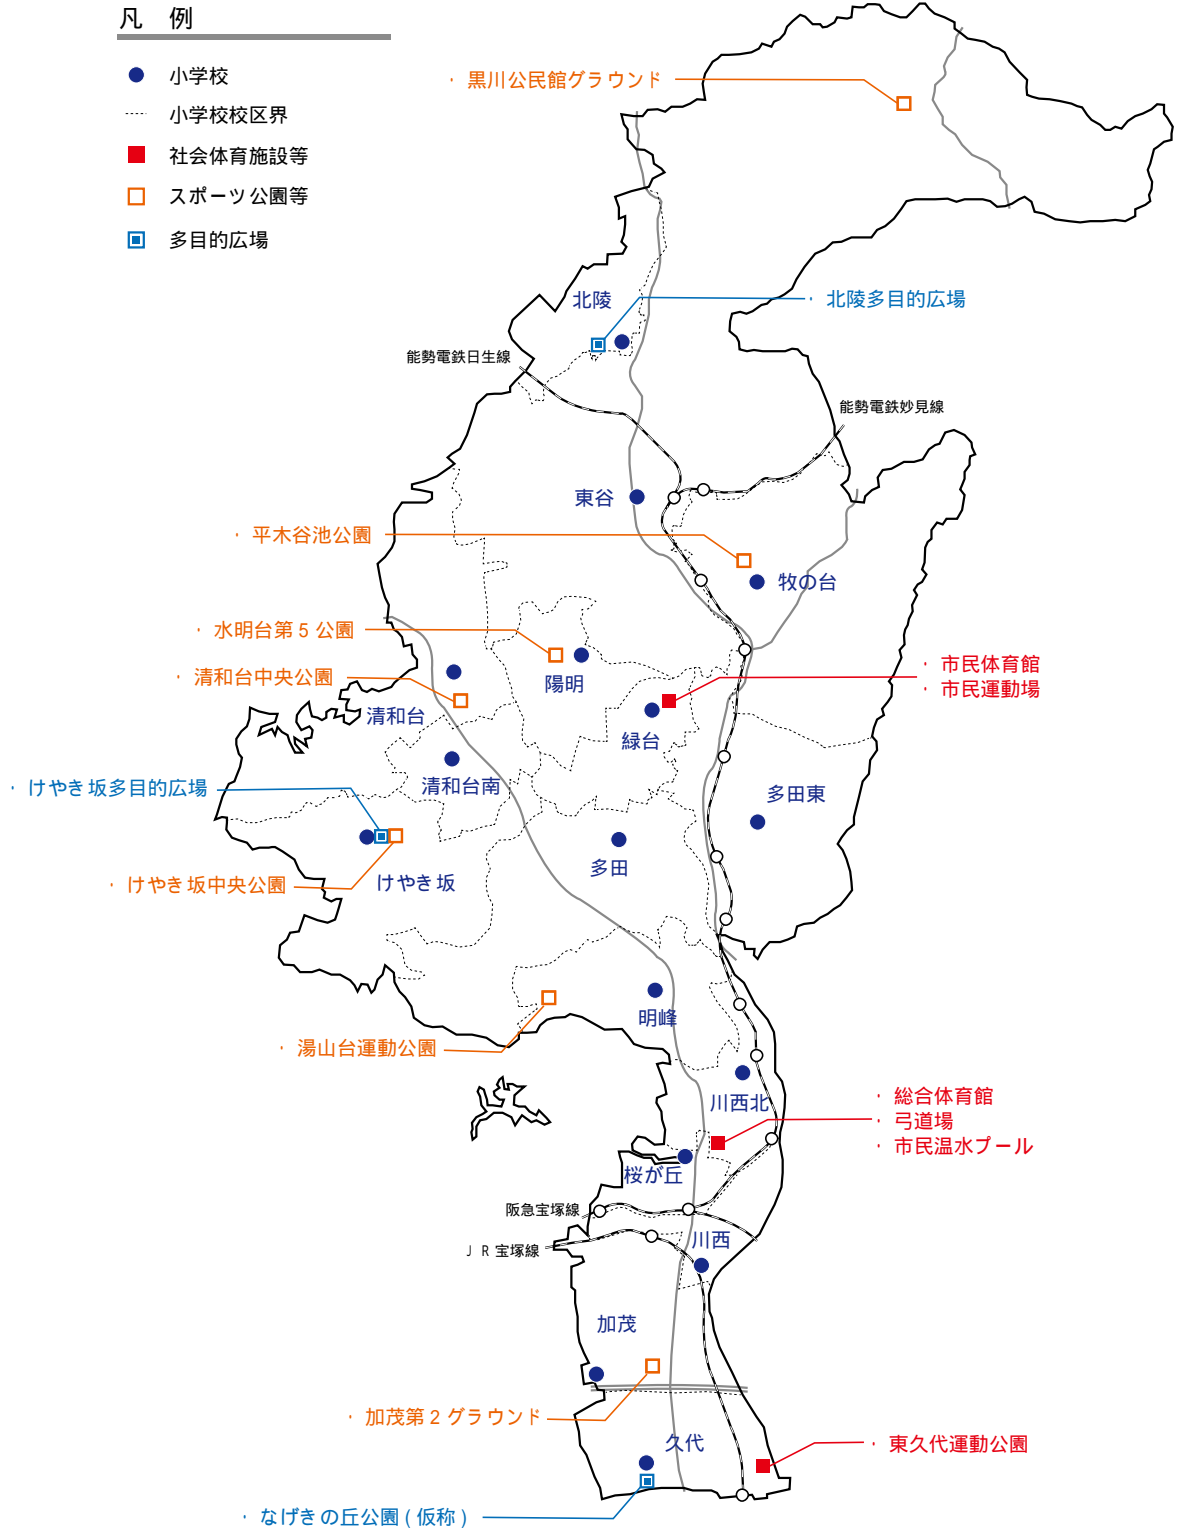 凡　例
小学校
小学校校区界
社会体育施設等
スポーツ公園等
多目的広場
・黒川公民館グラウンド
北陵
・北陵多目的広場
能勢電鉄日生線
能勢電鉄妙見線
東谷
・平木谷池公園
牧の台
・水明台第5公園
・市民体育館
・清和台中央公園
陽明
・市民運動場
清和台
緑台
・けやき坂多目的広場
清和台南
多田東
多田
・けやき坂中央公園
けやき坂
明峰
・湯山台運動公園
川西北
・総合体育館
・弓道場
・市民温水プール
桜が丘
阪急宝塚線
川西
ＪＲ宝塚線
加茂
・加茂第2グラウンド
久代
・東久代運動公園
・なげきの丘公園(仮称)